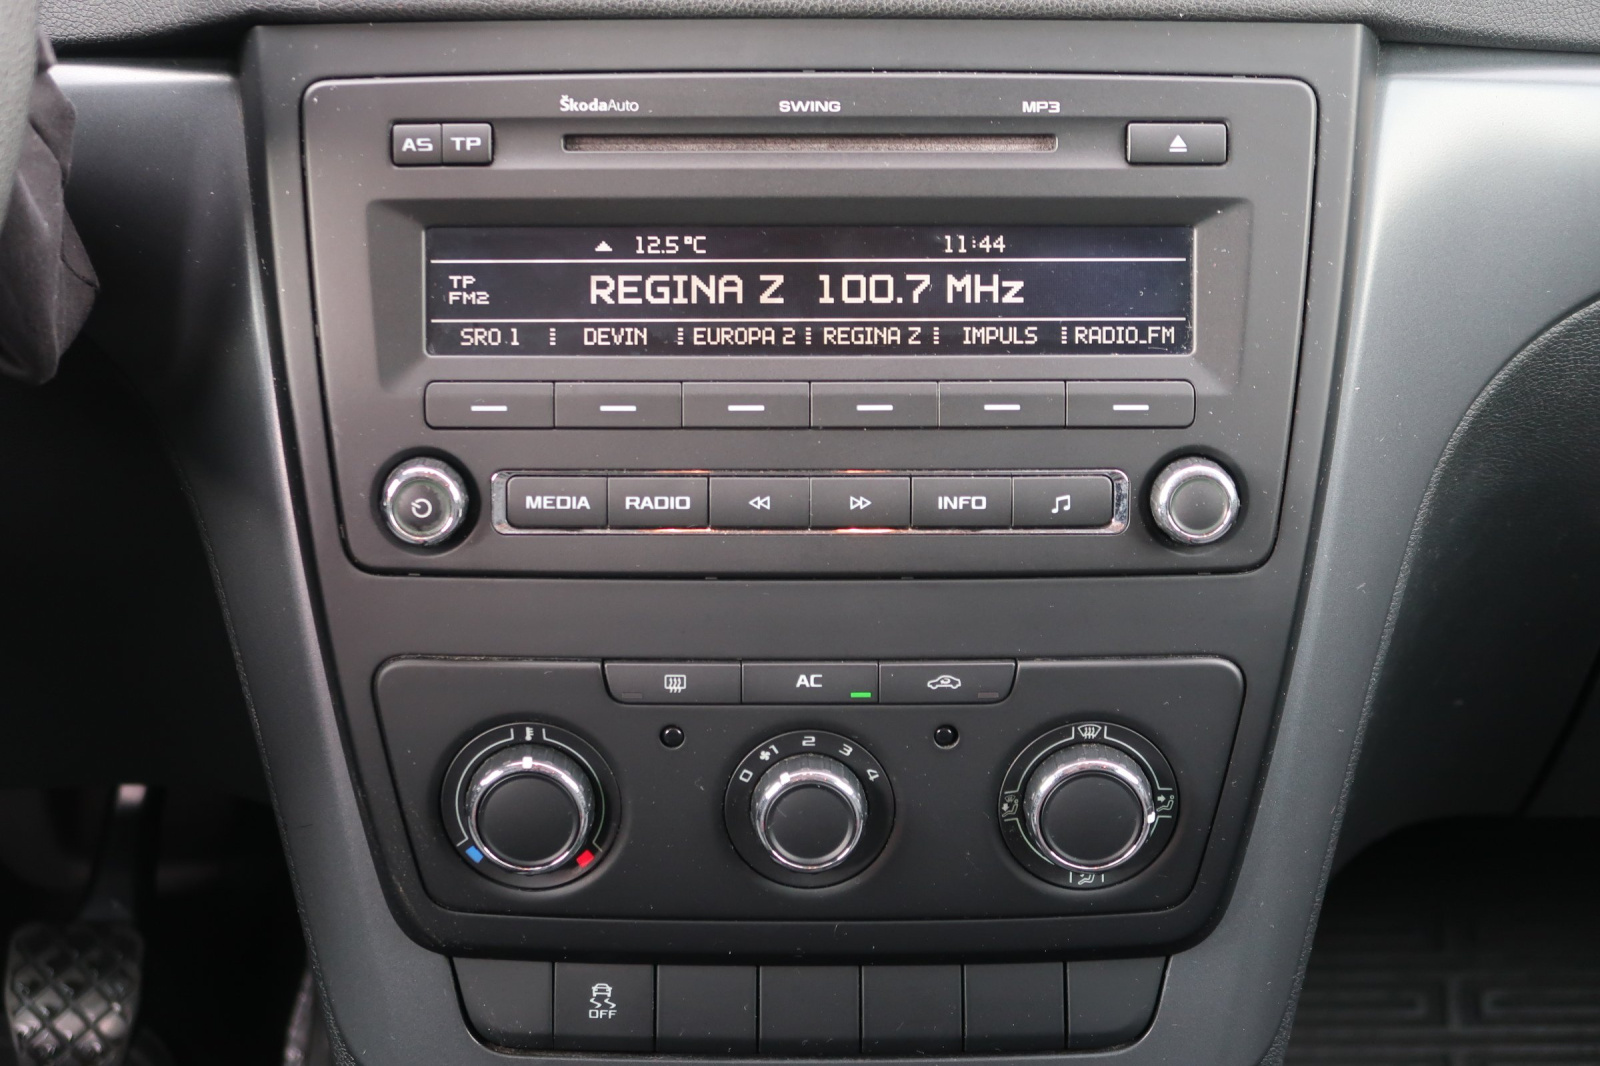 ŠkodaAuto SWING MP3
AS TP
12.5°C 11:44
TP
FM2
REGINA Z 100.7 MHz
SRO 1 DEVIN EUROPA 2 REGINA Z IMPULS RADIO_FM
MEDIA RADIO INFO
AC
0 1 2 3 4
OFF